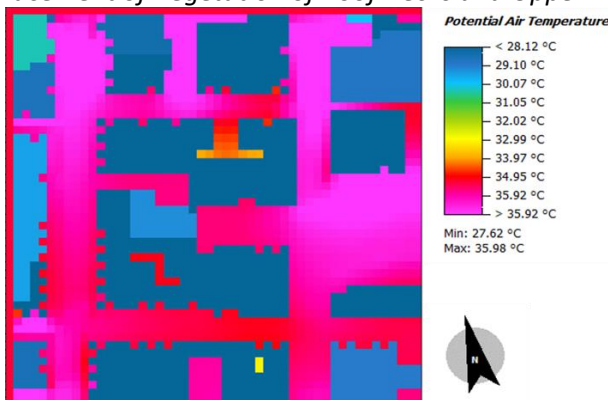 Potential Air Temperature
< 28.12 °C
29.10 °C
30.07 °C
31.05 °C
32.02 °C
32.99 °C
33.97 °C
34.95 °C
35.92 °C
> 35.92 °C
Min: 27.62 °C
Max: 35.98 °C
N